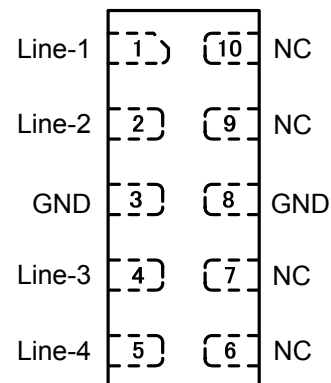 Line-1 1 10 NC
Line-2 2 9 NC
GND 3 8 GND
Line-3 4 7 NC
Line-4 5 6 NC